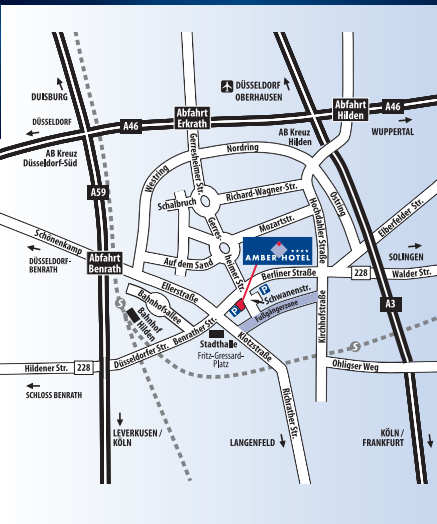 DUISBURG
DÜSSELDORF
AB Kreuz
Düsseldorf-Süd
A46
Abfahrt
Erkrath
DÜSSELDORF
OBERHAUSEN
Abfahrt
Hilden
A46
WUPPERTAL
AB Kreuz
Hilden
A59
Gerresheimer Str.
Nordring
Westring
Schalbruch
Richard-Wagner-Str.
Ostring
Mozartstr.
Hochdahler Straße
Elberfelder Str.
Gerres-
heimer Str.
Schönenkamp
DÜSSELDORF-
BENRATH
Abfahrt
Benrath
Auf dem Sand
AMBER HOTEL
Berliner Straße
228
Walder Str.
SOLINGEN
Ellerstraße
P
Schwanenstr.
P
Fußgängerzone
Bahnhofsallee
Bahnhof
Hilden
S
Kirchhofstraße
A3
Benrather Str.
Stadthalle
Fritz-Gressard-
Platz
Klotzstraße
S
Düsseldorfer Str.
Hildener Str.
228
Ohligser Weg
SCHLOSS BENRATH
Richrather Str.
LEVERKUSEN /
KÖLN
LANGENFELD
KÖLN /
FRANKFURT